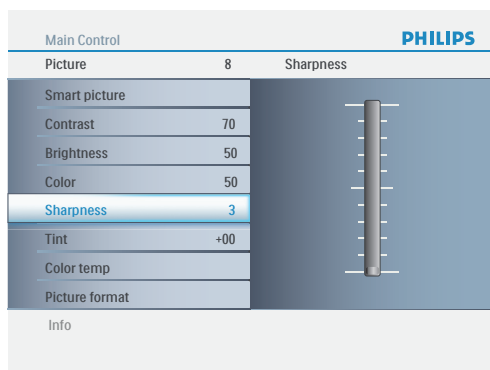 Main Control
PHILIPS
Picture 8 Sharpness
Smart picture
Contrast 70
Brightness 50
Color 50
Sharpness 3
Tint +00
Color temp
Picture format
Info